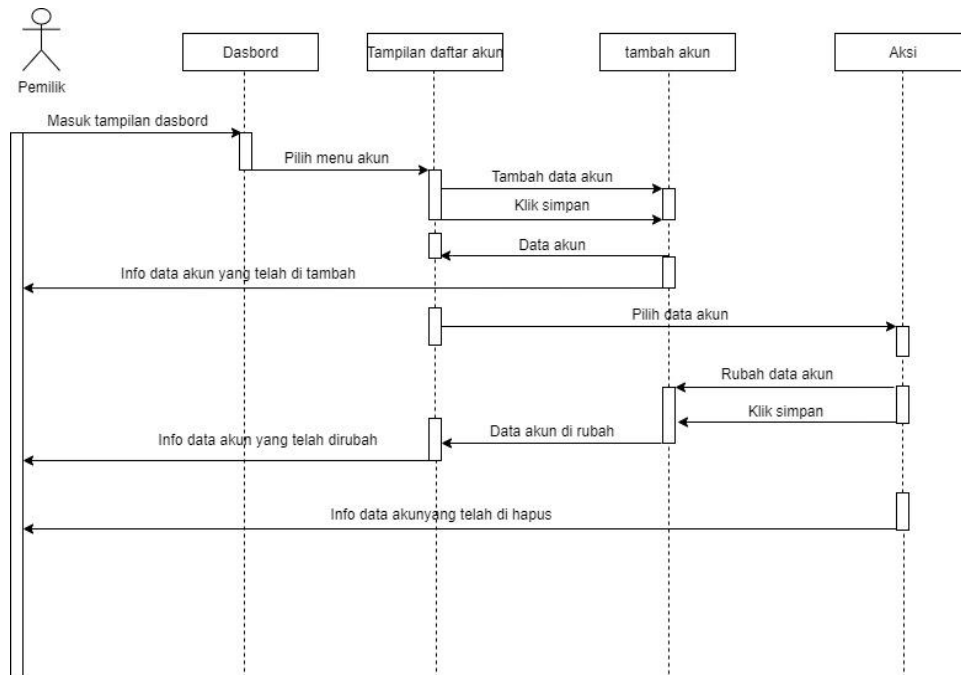 Dasbord
Tampilan daftar akun
tambah akun
Aksi
Pemilik
Masuk tampilan dasbord
Pilih menu akun
Tambah data akun
Klik simpan
Data akun
Info data akun yang telah di tambah
Pilih data akun
Rubah data akun
Klik simpan
Data akun di rubah
Info data akun yang telah dirubah
Info data akunyang telah di hapus